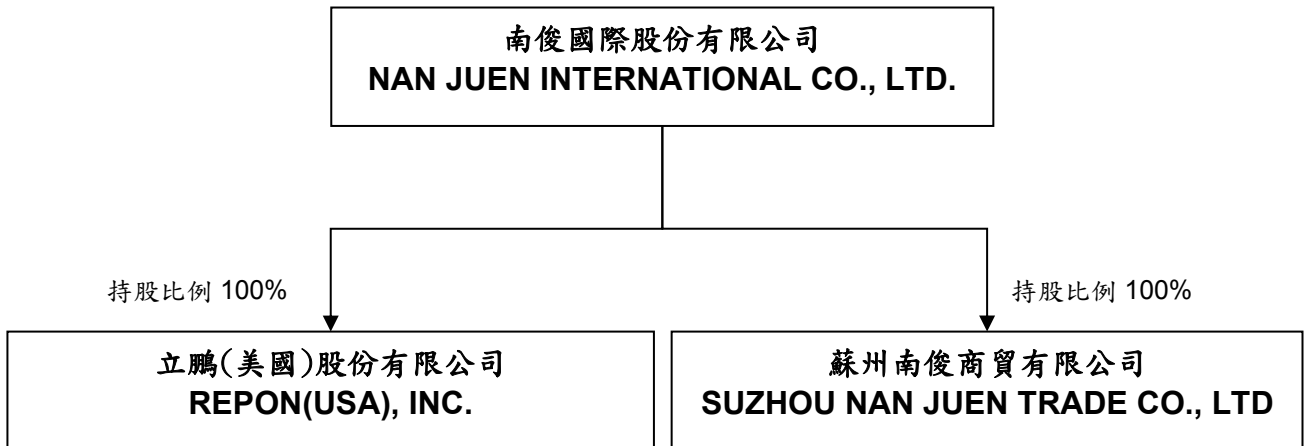 南俊國際股份有限公司
NAN JUEN INTERNATIONAL CO., LTD.
持股比例 100%
持股比例 100%
立鵬(美國)股份有限公司
REPON(USA), INC.
蘇州南俊商貿有限公司
SUZHOU NAN JUEN TRADE CO., LTD